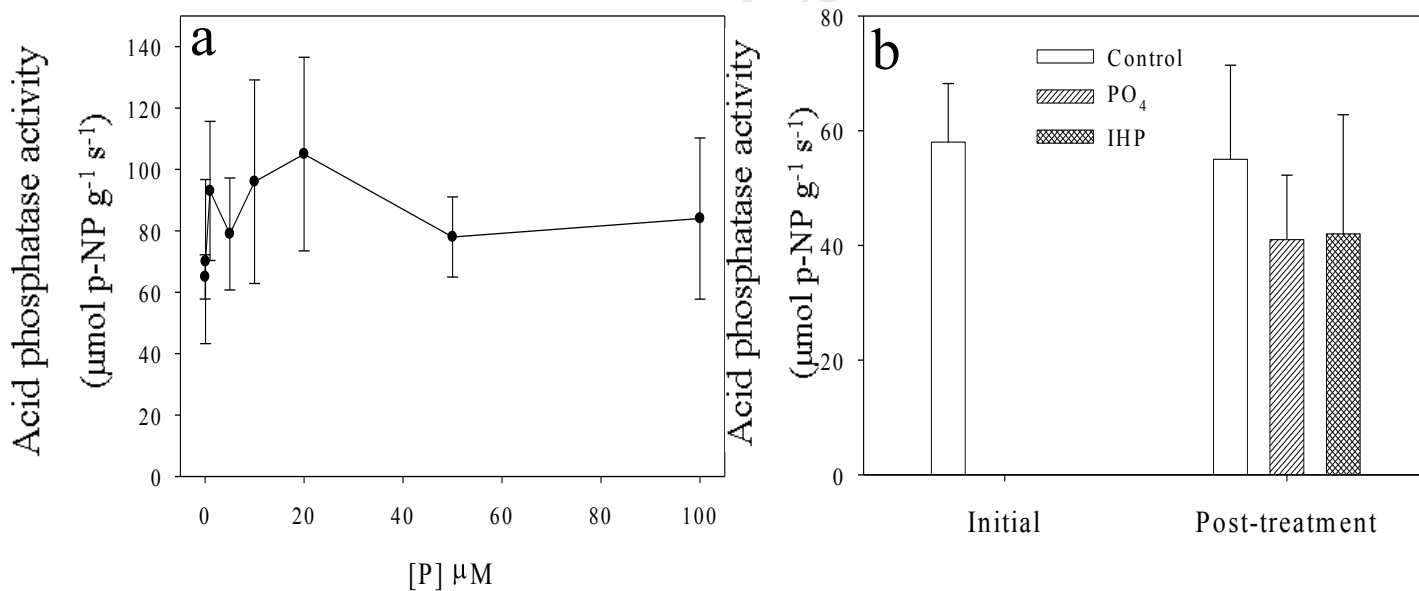 a
Acid phosphatase activity
(μmol p-NP g⁻¹ s⁻¹)
140
120
100
80
60
40
20
0
0 20 40 60 80 100
[P] μM
b
Acid phosphatase activity
(μmol p-NP g⁻¹ s⁻¹)
80
60
40
20
0
Control
PO₄
IHP
Initial Post-treatment